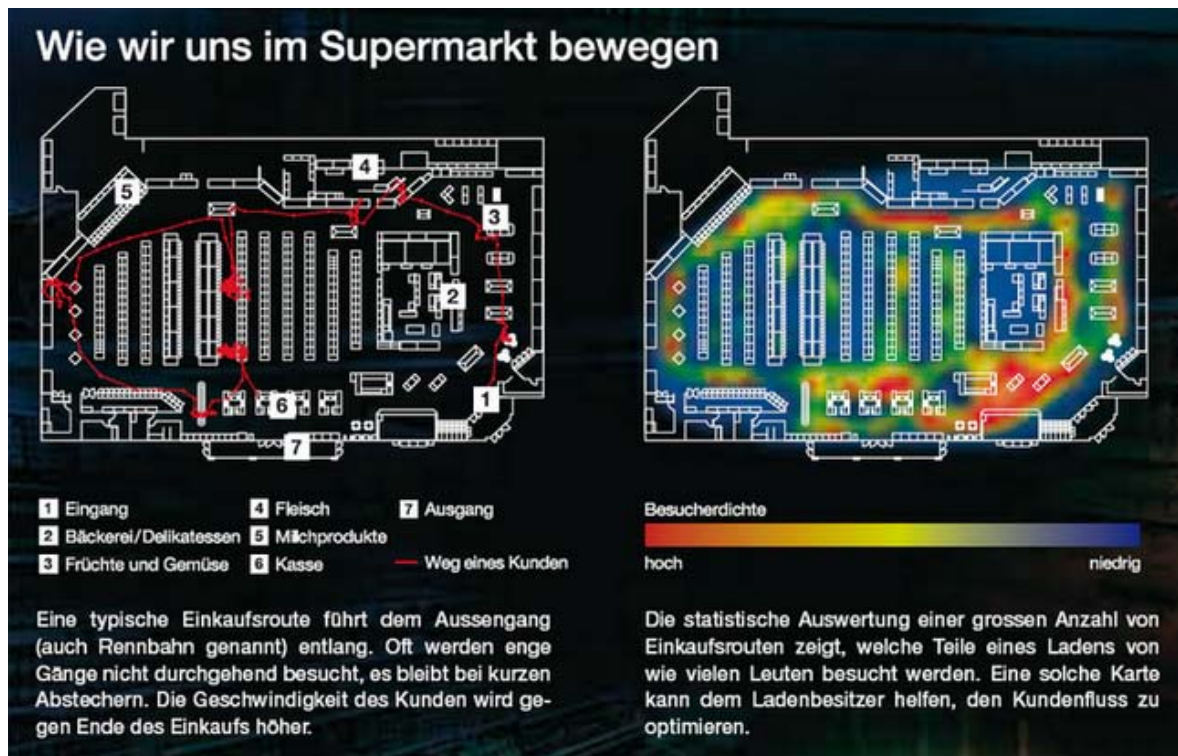 Wie wir uns im Supermarkt bewegen
4
5
3
2
1
6
7
1 Eingang
2 Bäckerei/Delikatessen
3 Früchte und Gemüse
4 Fleisch
5 Milchprodukte
6 Kasse
7 Ausgang
Weg eines Kunden
Eine typische Einkaufsroute führt dem Aussengang
(auch Rennbahn genannt) entlang. Oft werden enge
Gänge nicht durchgehend besucht, es bleibt bei kurzen
Abstechern. Die Geschwindigkeit des Kunden wird ge-
gen Ende des Einkaufs höher.
Besucherdichte
hoch
niedrig
Die statistische Auswertung einer grossen Anzahl von
Einkaufsrouten zeigt, welche Teile eines Ladens von
wie vielen Leuten besucht werden. Eine solche Karte
kann dem Ladenbesitzer helfen, den Kundenfluss zu
optimieren.